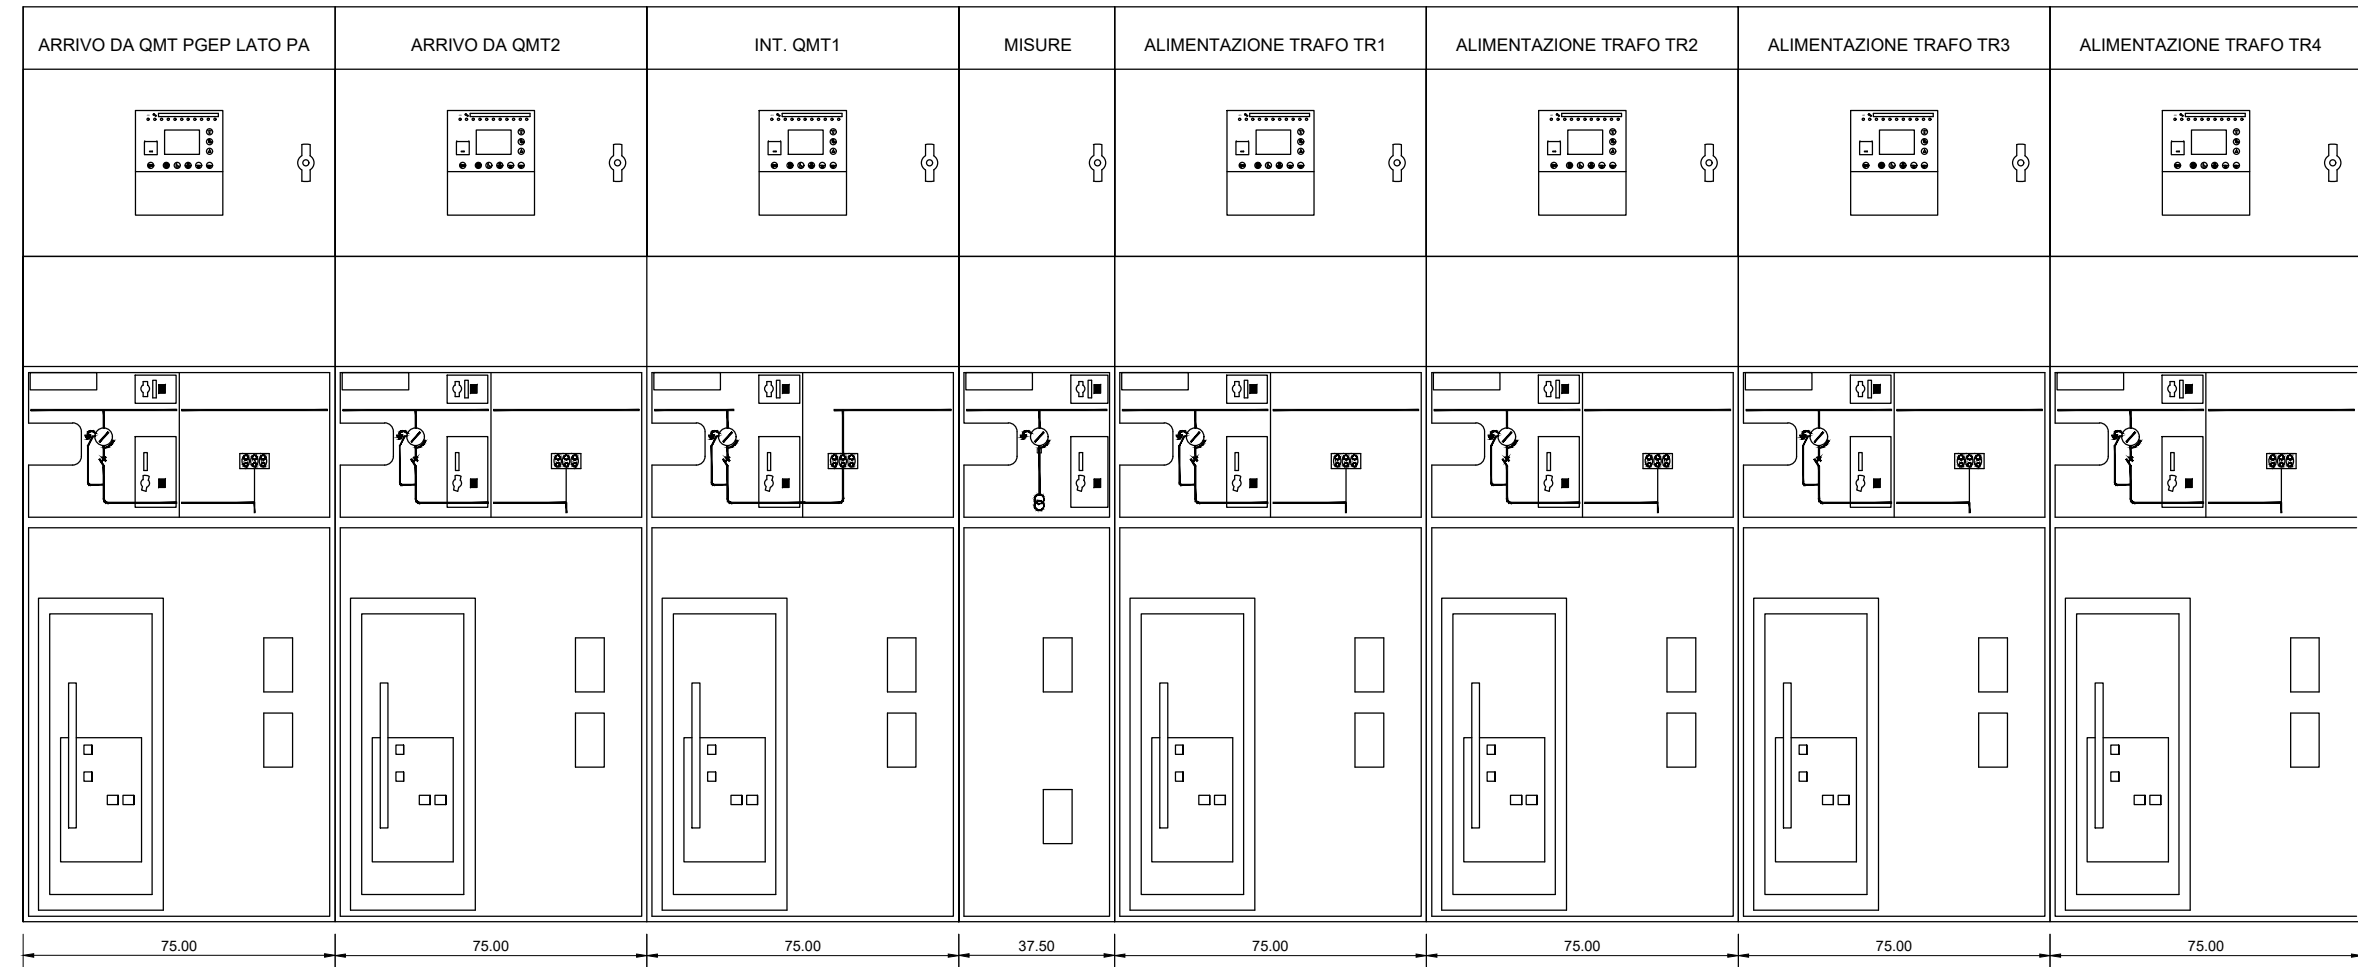 ARRIVO DA QMT PGEP LATO PA
ARRIVO DA QMT2
INT. QMT1
MISURE
ALIMENTAZIONE TRAFO TR1
ALIMENTAZIONE TRAFO TR2
ALIMENTAZIONE TRAFO TR3
ALIMENTAZIONE TRAFO TR4
75.00
75.00
75.00
37.50
75.00
75.00
75.00
75.00